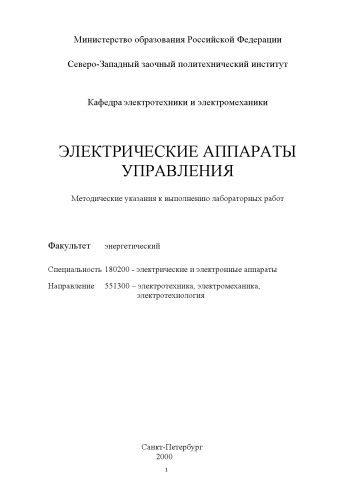 Министерство образования Российской Федерации
Северо-Западный заочный политехнический институт
Кафедра электротехники и электромеханики
ЭЛЕКТРИЧЕСКИЕ АППАРАТЫ
УПРАВЛЕНИЯ
Методические указания к выполнению лабораторных работ
Факультет энергетический
Специальность 180200 - электрические и электронные аппараты
Направление 551300 – электротехника, электромеханика,
электротехнология
Санкт-Петербург
2000
1